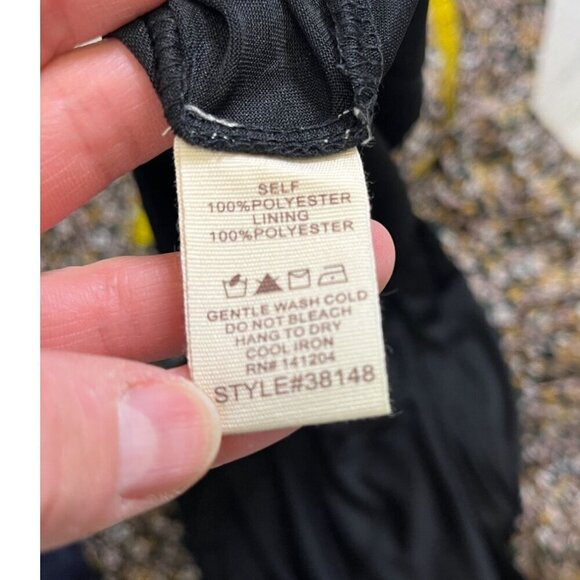 SELF
100%POLYESTER
LINING
100%POLYESTER
GENTLE WASH COLD
DO NOT BLEACH
HANG TO DRY
COOL IRON
RN# 141204
STYLE#38148